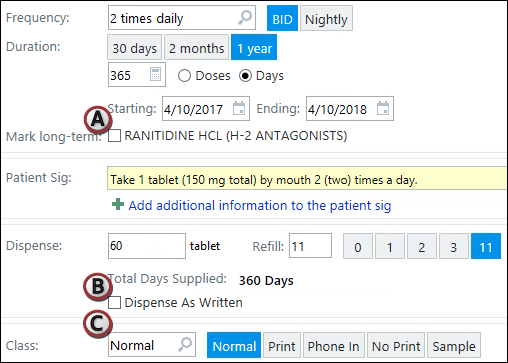 Frequency: 2 times daily BID Nightly
Duration: 30 days 2 months 1 year
365 Doses Days
Starting: 4/10/2017 Ending: 4/10/2018
A
Mark long-term: RANITIDINE HCL (H-2 ANTAGONISTS)
Patient Sig: Take 1 tablet (150 mg total) by mouth 2 (two) times a day.
Add additional information to the patient sig
Dispense: 60 tablet Refill: 11 0 1 2 3 11
Total Days Supplied: 360 Days
B
Dispense As Written
C
Class: Normal Normal Print Phone In No Print Sample